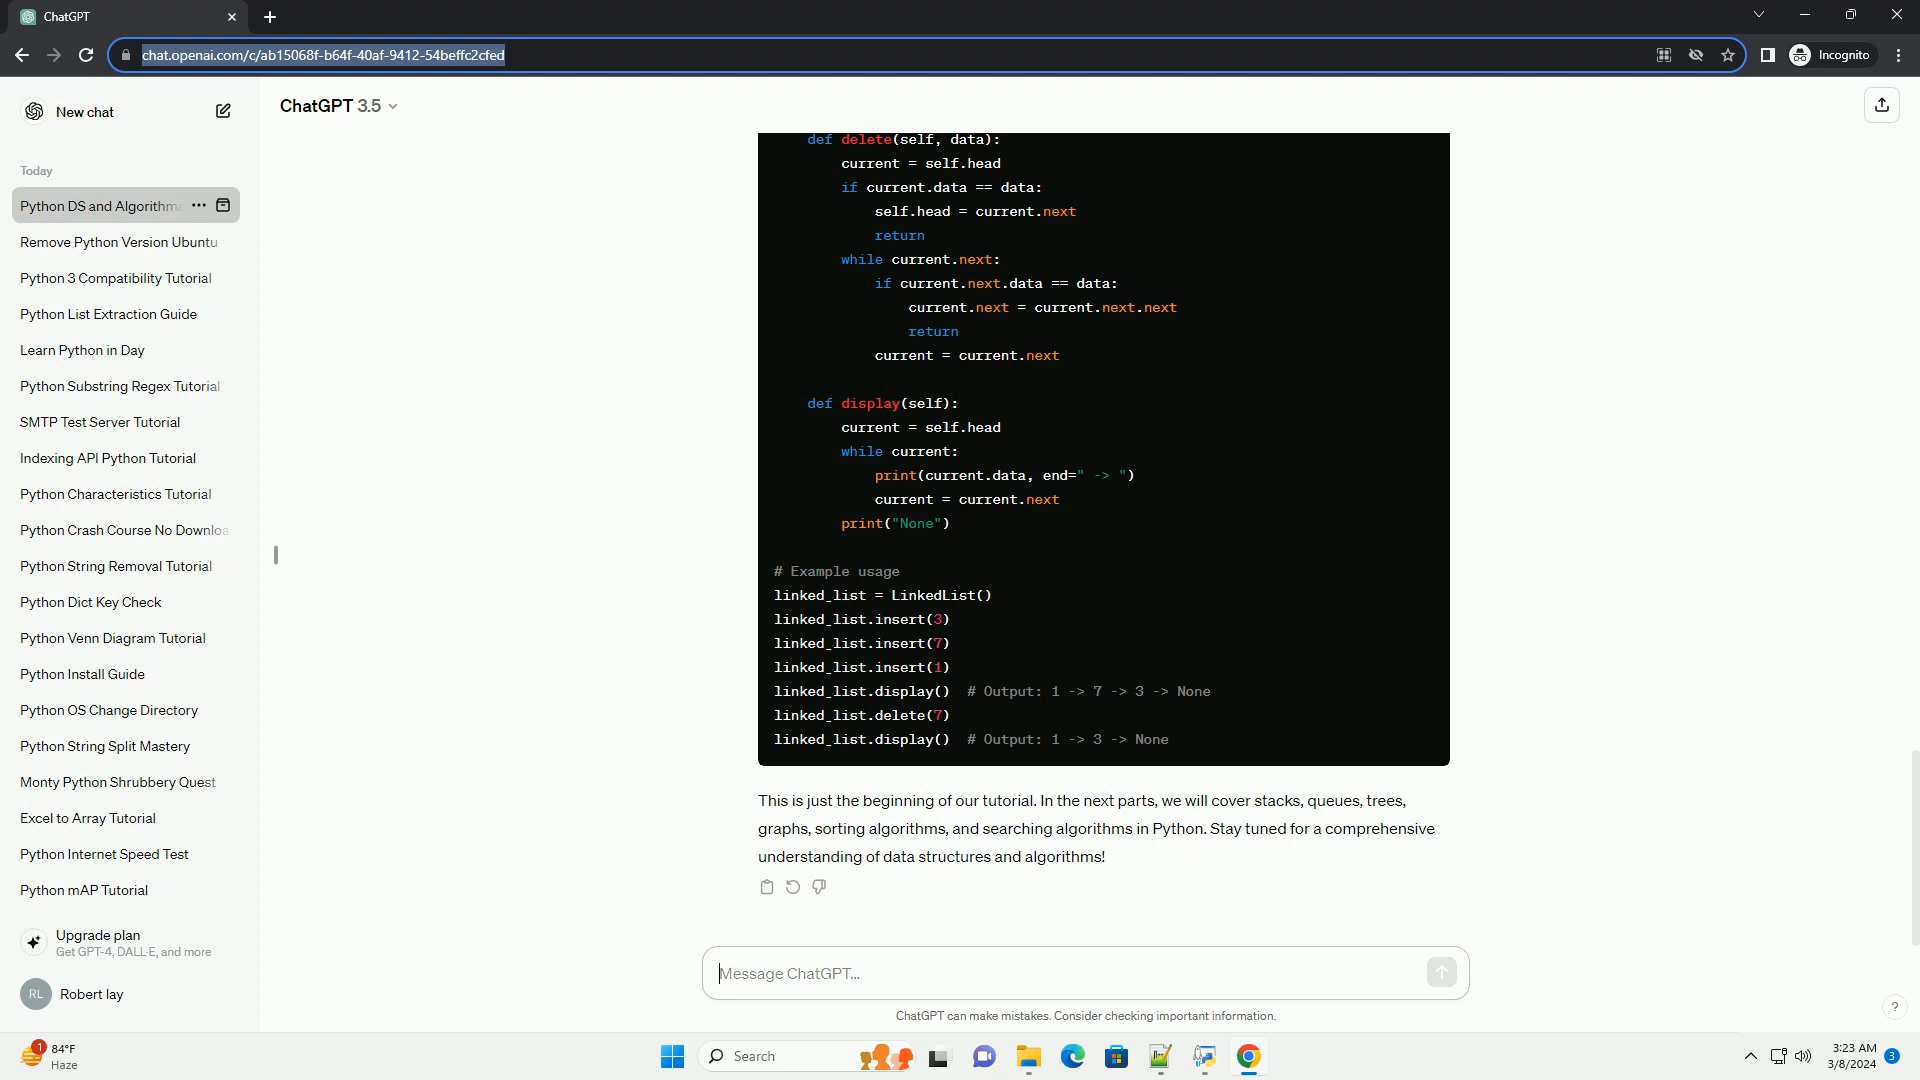 ChatGPT
chat.openai.com/c/ab15068f-b64f-40af-9412-54beffc2cfed
Incognito
New chat
ChatGPT 3.5
Today
Python DS and Algorithm
Remove Python Version Ubuntu
Python 3 Compatibility Tutorial
Python List Extraction Guide
Learn Python in Day
Python Substring Regex Tutorial
SMTP Test Server Tutorial
Indexing API Python Tutorial
Python Characteristics Tutorial
Python Crash Course No Downloa
Python String Removal Tutorial
Python Dict Key Check
Python Venn Diagram Tutorial
Python Install Guide
Python OS Change Directory
Python String Split Mastery
Monty Python Shrubbery Quest
Excel to Array Tutorial
Python Internet Speed Test
Python mAP Tutorial
Upgrade plan
Get GPT-4, DALL·E, and more
RL Robert lay
def delete(self, data):
current = self.head
if current.data == data:
self.head = current.next
return
while current.next:
if current.next.data == data:
current.next = current.next.next
return
current = current.next
def display(self):
current = self.head
while current:
print(current.data, end=" -> ")
current = current.next
print("None")
# Example usage
linked_list = LinkedList()
linked_list.insert(3)
linked_list.insert(7)
linked_list.insert(1)
linked_list.display()  # Output: 1 -> 7 -> 3 -> None
linked_list.delete(7)
linked_list.display()  # Output: 1 -> 3 -> None
This is just the beginning of our tutorial. In the next parts, we will cover stacks, queues, trees,
graphs, sorting algorithms, and searching algorithms in Python. Stay tuned for a comprehensive
understanding of data structures and algorithms!
Message ChatGPT...
ChatGPT can make mistakes. Consider checking important information.
?
1
84°F
Haze
Search
3:23 AM
3/8/2024
3